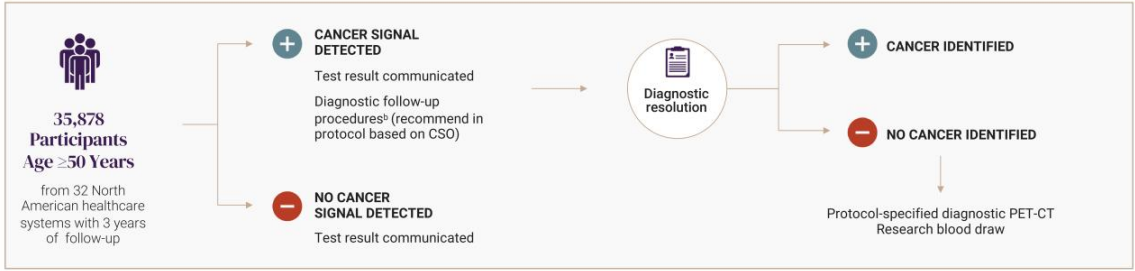 35,878
Participants
Age ≥50 Years
from 32 North
American healthcare
systems with 3 years
of follow-up
+ CANCER SIGNAL
DETECTED
Test result communicated
Diagnostic follow-up
proceduresᵇ (recommend in
protocol based on CSO)
− NO CANCER
SIGNAL DETECTED
Test result communicated
Diagnostic
resolution
+ CANCER IDENTIFIED
− NO CANCER IDENTIFIED
Protocol-specified diagnostic PET-CT
Research blood draw